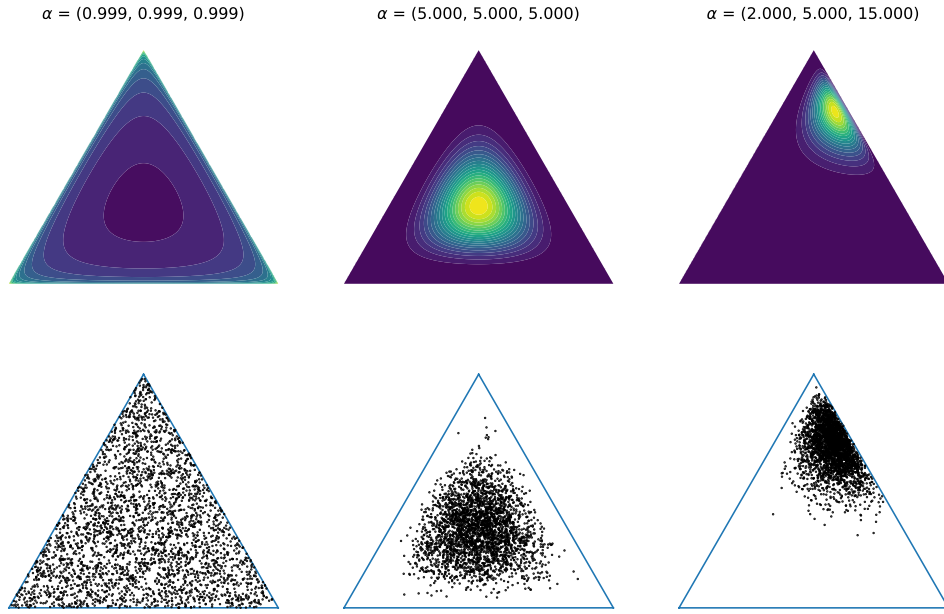 α = (0.999, 0.999, 0.999)
α = (5.000, 5.000, 5.000)
α = (2.000, 5.000, 15.000)